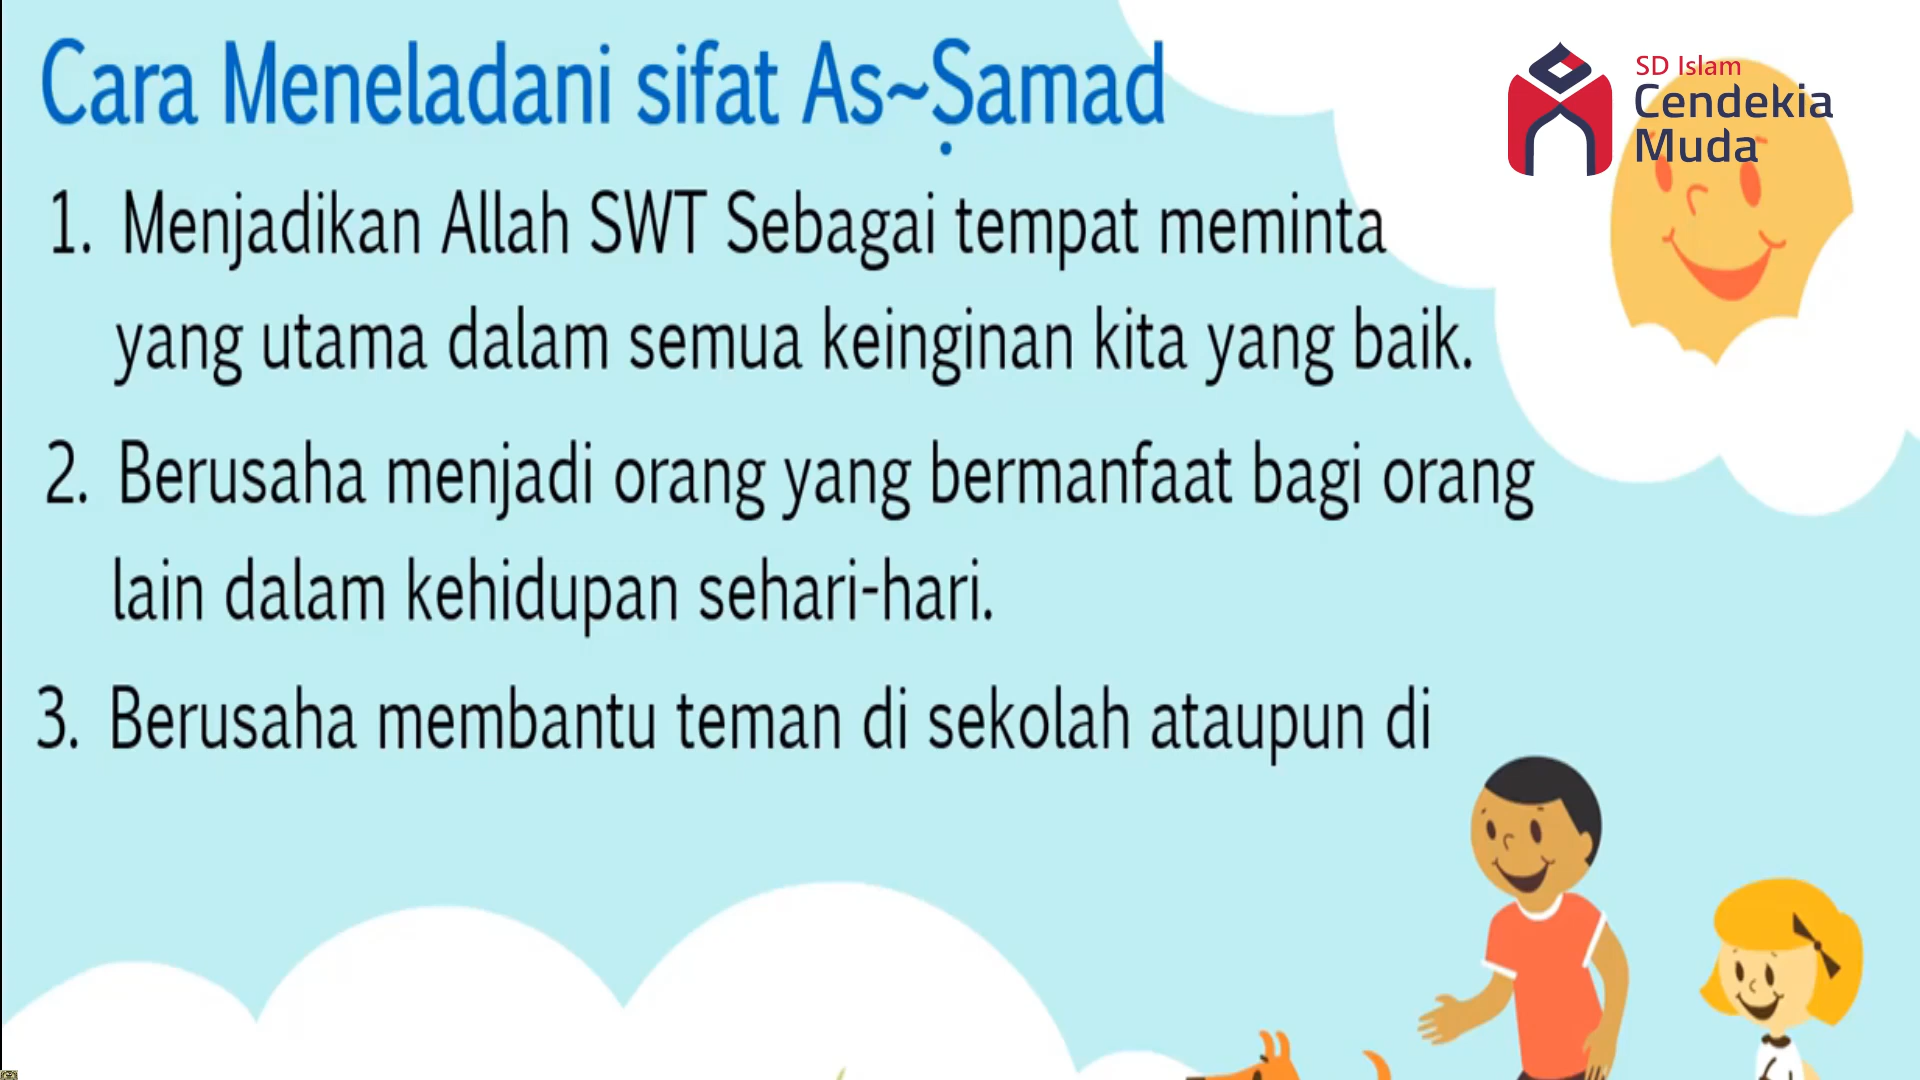 Cara Meneladani sifat As~Ṣamad
SD Islam
Cendekia
Muda
1. Menjadikan Allah SWT Sebagai tempat meminta
yang utama dalam semua keinginan kita yang baik.
2. Berusaha menjadi orang yang bermanfaat bagi orang
lain dalam kehidupan sehari-hari.
3. Berusaha membantu teman di sekolah ataupun di